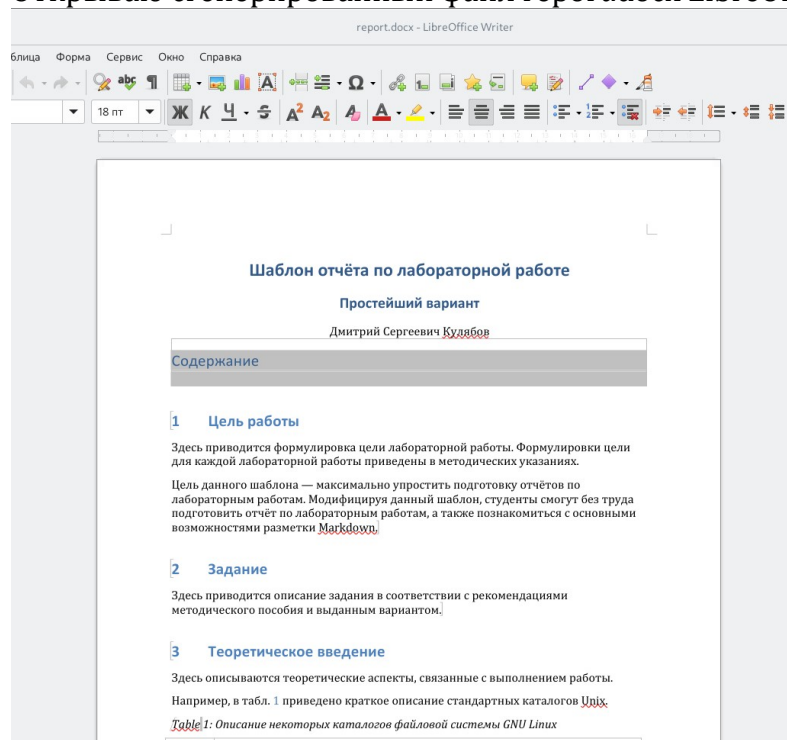 report.docx - LibreOffice Writer
блица Форма Сервис Окно Справка
18 пт
Шаблон отчёта по лабораторной работе
Простейший вариант
Дмитрий Сергеевич Кулябов
Содержание
1 Цель работы
Здесь приводится формулировка цели лабораторной работы. Формулировки цели
для каждой лабораторной работы приведены в методических указаниях.
Цель данного шаблона — максимально упростить подготовку отчётов по
лабораторным работам. Модифицируя данный шаблон, студенты смогут без труда
подготовить отчёт по лабораторным работам, а также познакомиться с основными
возможностями разметки Markdown.
2 Задание
Здесь приводится описание задания в соответствии с рекомендациями
методического пособия и выданным вариантом.
3 Теоретическое введение
Здесь описываются теоретические аспекты, связанные с выполнением работы.
Например, в табл. 1 приведено краткое описание стандартных каталогов Unix.
Table 1: Описание некоторых каталогов файловой системы GNU Linux